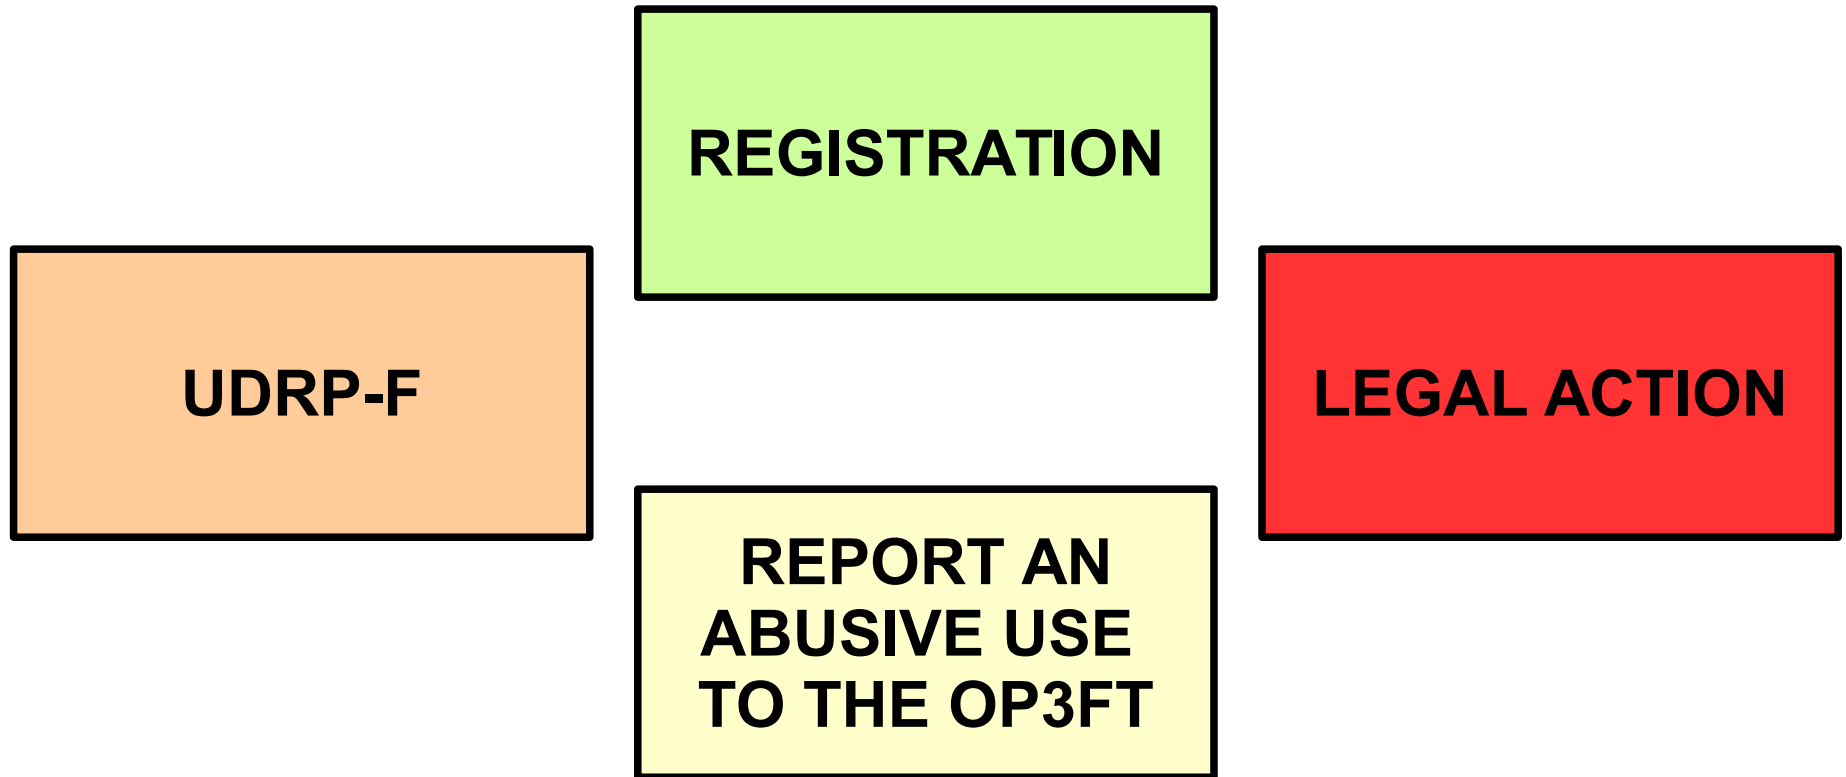 REGISTRATION
UDRP-F
LEGAL ACTION
REPORT AN
ABUSIVE USE
TO THE OP3FT